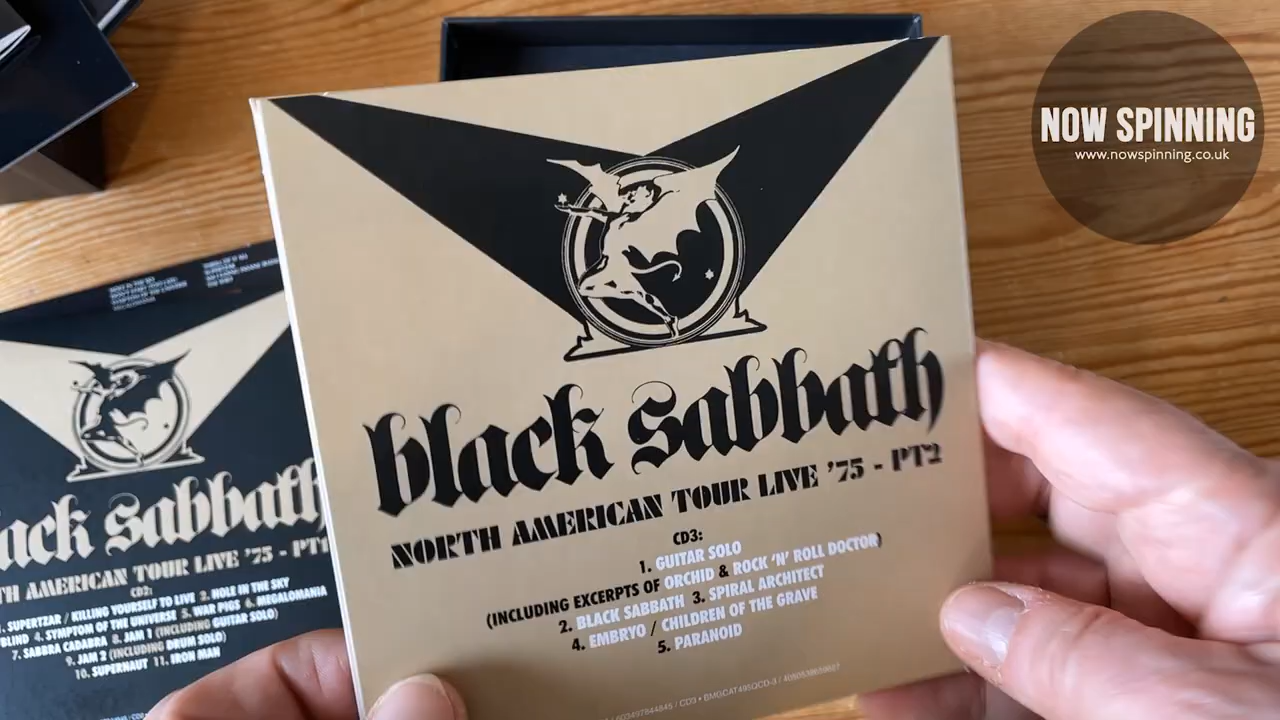 NOW SPINNING
www.nowspinning.co.uk
black sabbath
NORTH AMERICAN TOUR LIVE '75 - PT2
CD3:
1. GUITAR SOLO
(INCLUDING EXCERPTS OF ORCHID & ROCK 'N' ROLL DOCTOR)
2. BLACK SABBATH 3. SPIRAL ARCHITECT
4. EMBRYO / CHILDREN OF THE GRAVE
5. PARANOID
CD3 • BMGCAT495QCD-3 /
ack sabbath
TH AMERICAN TOUR LIVE '75 - PT1
CD2:
. SUPERTZAR / KILLING YOURSELF TO LIVE 2. HOLE IN THE SKY
BLIND 4. SYMPTOM OF THE UNIVERSE 5. WAR PIGS 6. MEGALOMANIA
7. SABBRA CADABRA 8. JAM 1 (INCLUDING GUITAR SOLO)
9. JAM 2 (INCLUDING DRUM SOLO)
10. SUPERNAUT 11. IRON MAN